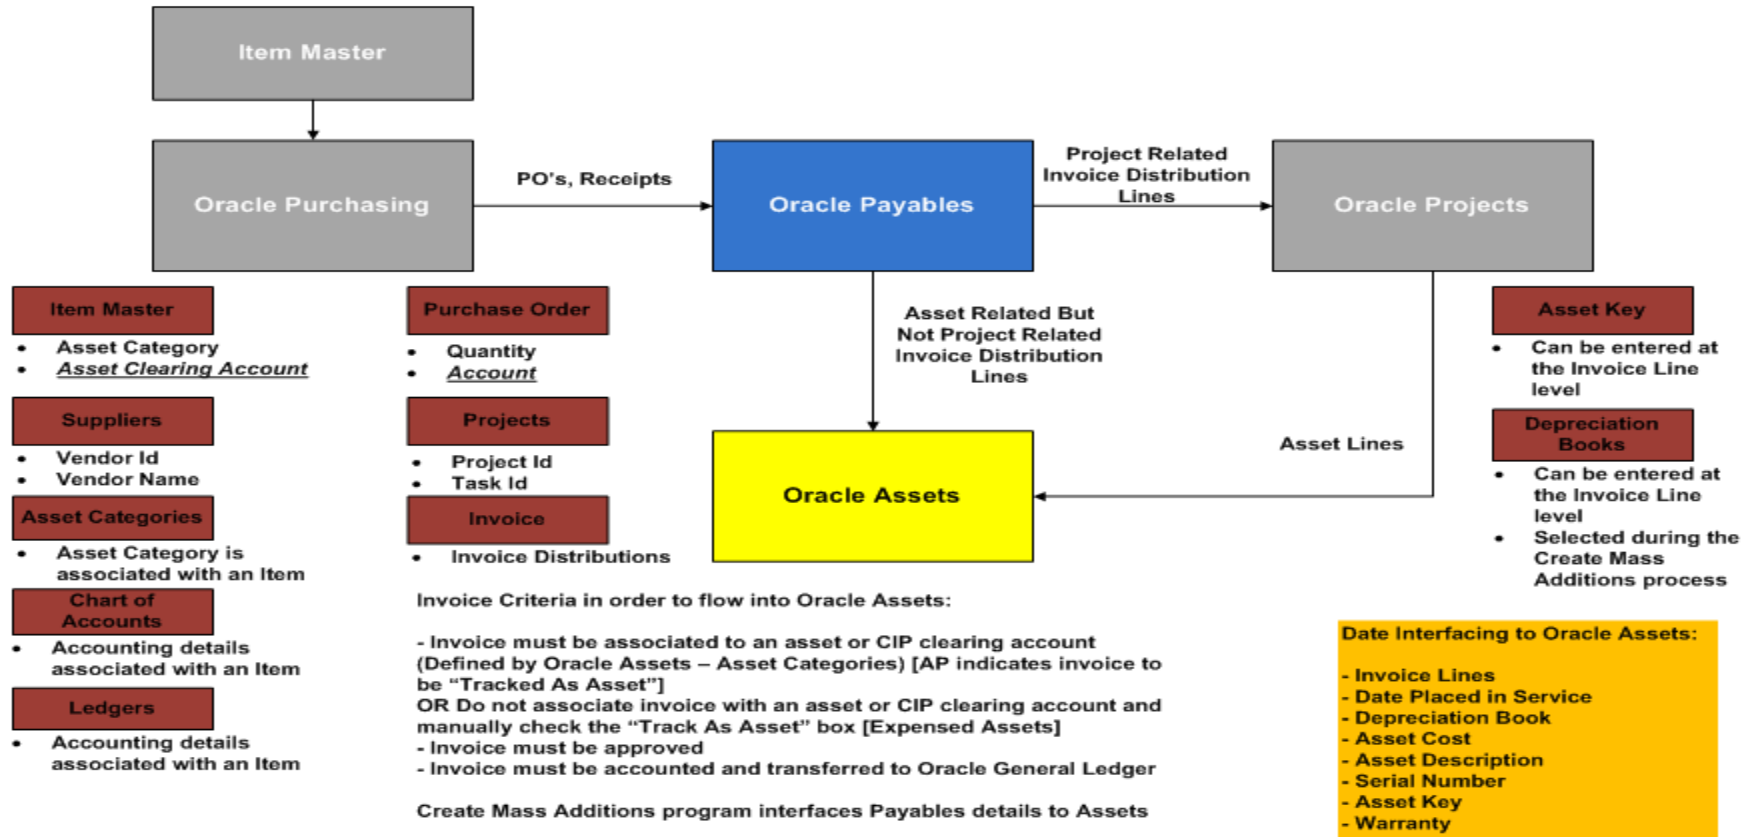 Item Master
Oracle Purchasing
PO's, Receipts
Oracle Payables
Project Related
Invoice Distribution
Lines
Oracle Projects
Asset Related But
Not Project Related
Invoice Distribution
Lines
Asset Lines
Oracle Assets
Item Master
• Asset Category
• Asset Clearing Account
Suppliers
• Vendor Id
• Vendor Name
Asset Categories
• Asset Category is
associated with an Item
Chart of
Accounts
• Accounting details
associated with an Item
Ledgers
• Accounting details
associated with an Item
Purchase Order
• Quantity
• Account
Projects
• Project Id
• Task Id
Invoice
• Invoice Distributions
Asset Key
• Can be entered at
the Invoice Line
level
Depreciation
Books
• Can be entered at
the Invoice Line
level
• Selected during the
Create Mass
Additions process
Invoice Criteria in order to flow into Oracle Assets:
- Invoice must be associated to an asset or CIP clearing account
(Defined by Oracle Assets – Asset Categories) [AP indicates invoice to
be “Tracked As Asset”]
OR Do not associate invoice with an asset or CIP clearing account and
manually check the “Track As Asset” box [Expensed Assets]
- Invoice must be approved
- Invoice must be accounted and transferred to Oracle General Ledger
Create Mass Additions program interfaces Payables details to Assets
Date Interfacing to Oracle Assets:
- Invoice Lines
- Date Placed in Service
- Depreciation Book
- Asset Cost
- Asset Description
- Serial Number
- Asset Key
- Warranty